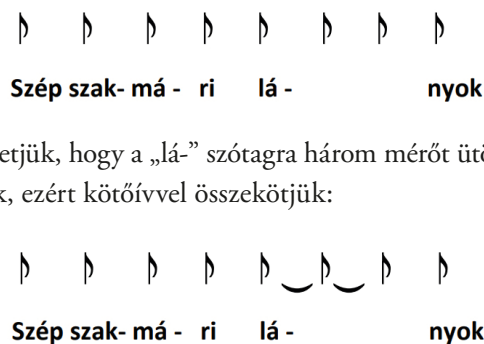 Szép szak- má - ri lá - nyok
etjük, hogy a „lá-” szótagra három mérőt ütö
k, ezért kötőívvel összekötjük:
Szép szak- má - ri lá - nyok